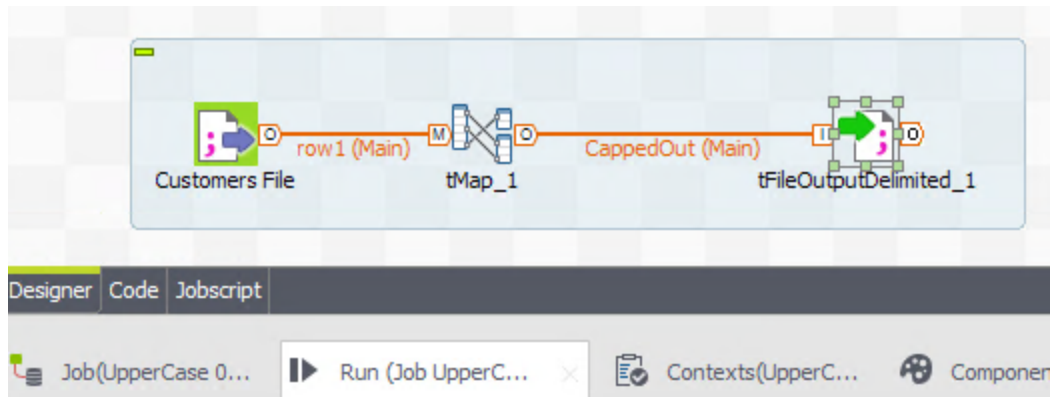 O
row1 (Main)
M
O
CappedOut (Main)
I
O
Customers File
tMap_1
tFileOutputDelimited_1
Designer
Code
Jobscript
Job(UpperCase 0...
Run (Job UpperC...
Contexts(UpperC...
Componen